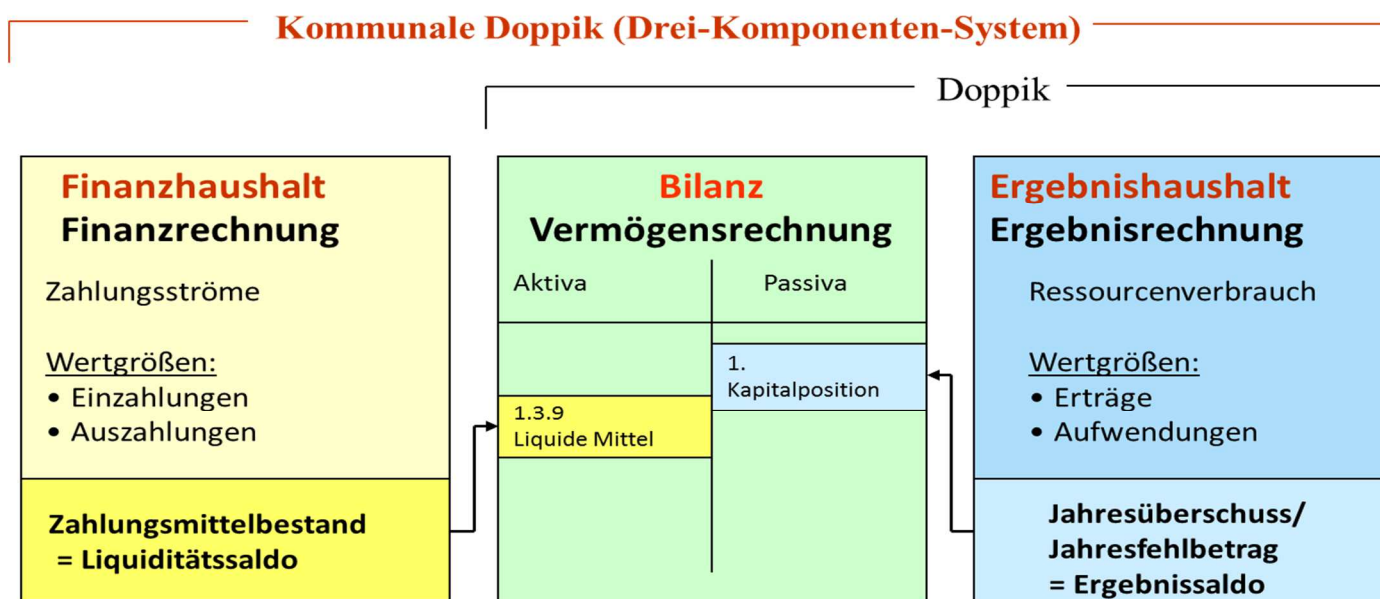 Kommunale Doppik (Drei-Komponenten-System)
Doppik
Finanzhaushalt
Finanzrechnung
Zahlungsströme
Wertgrößen:
• Einzahlungen
• Auszahlungen
Zahlungsmittelbestand
= Liquiditätssaldo
Bilanz
Vermögensrechnung
Aktiva
Passiva
1.
Kapitalposition
1.3.9
Liquide Mittel
Ergebnishaushalt
Ergebnisrechnung
Ressourcenverbrauch
Wertgrößen:
• Erträge
• Aufwendungen
Jahresüberschuss/
Jahresfehlbetrag
= Ergebnissaldo